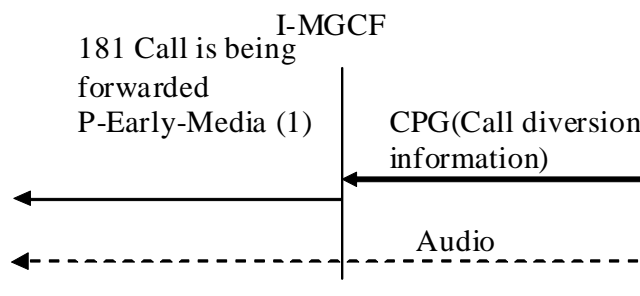 I-MGCF
181 Call is being
forwarded
P-Early-Media (1)
CPG(Call diversion
information)
Audio